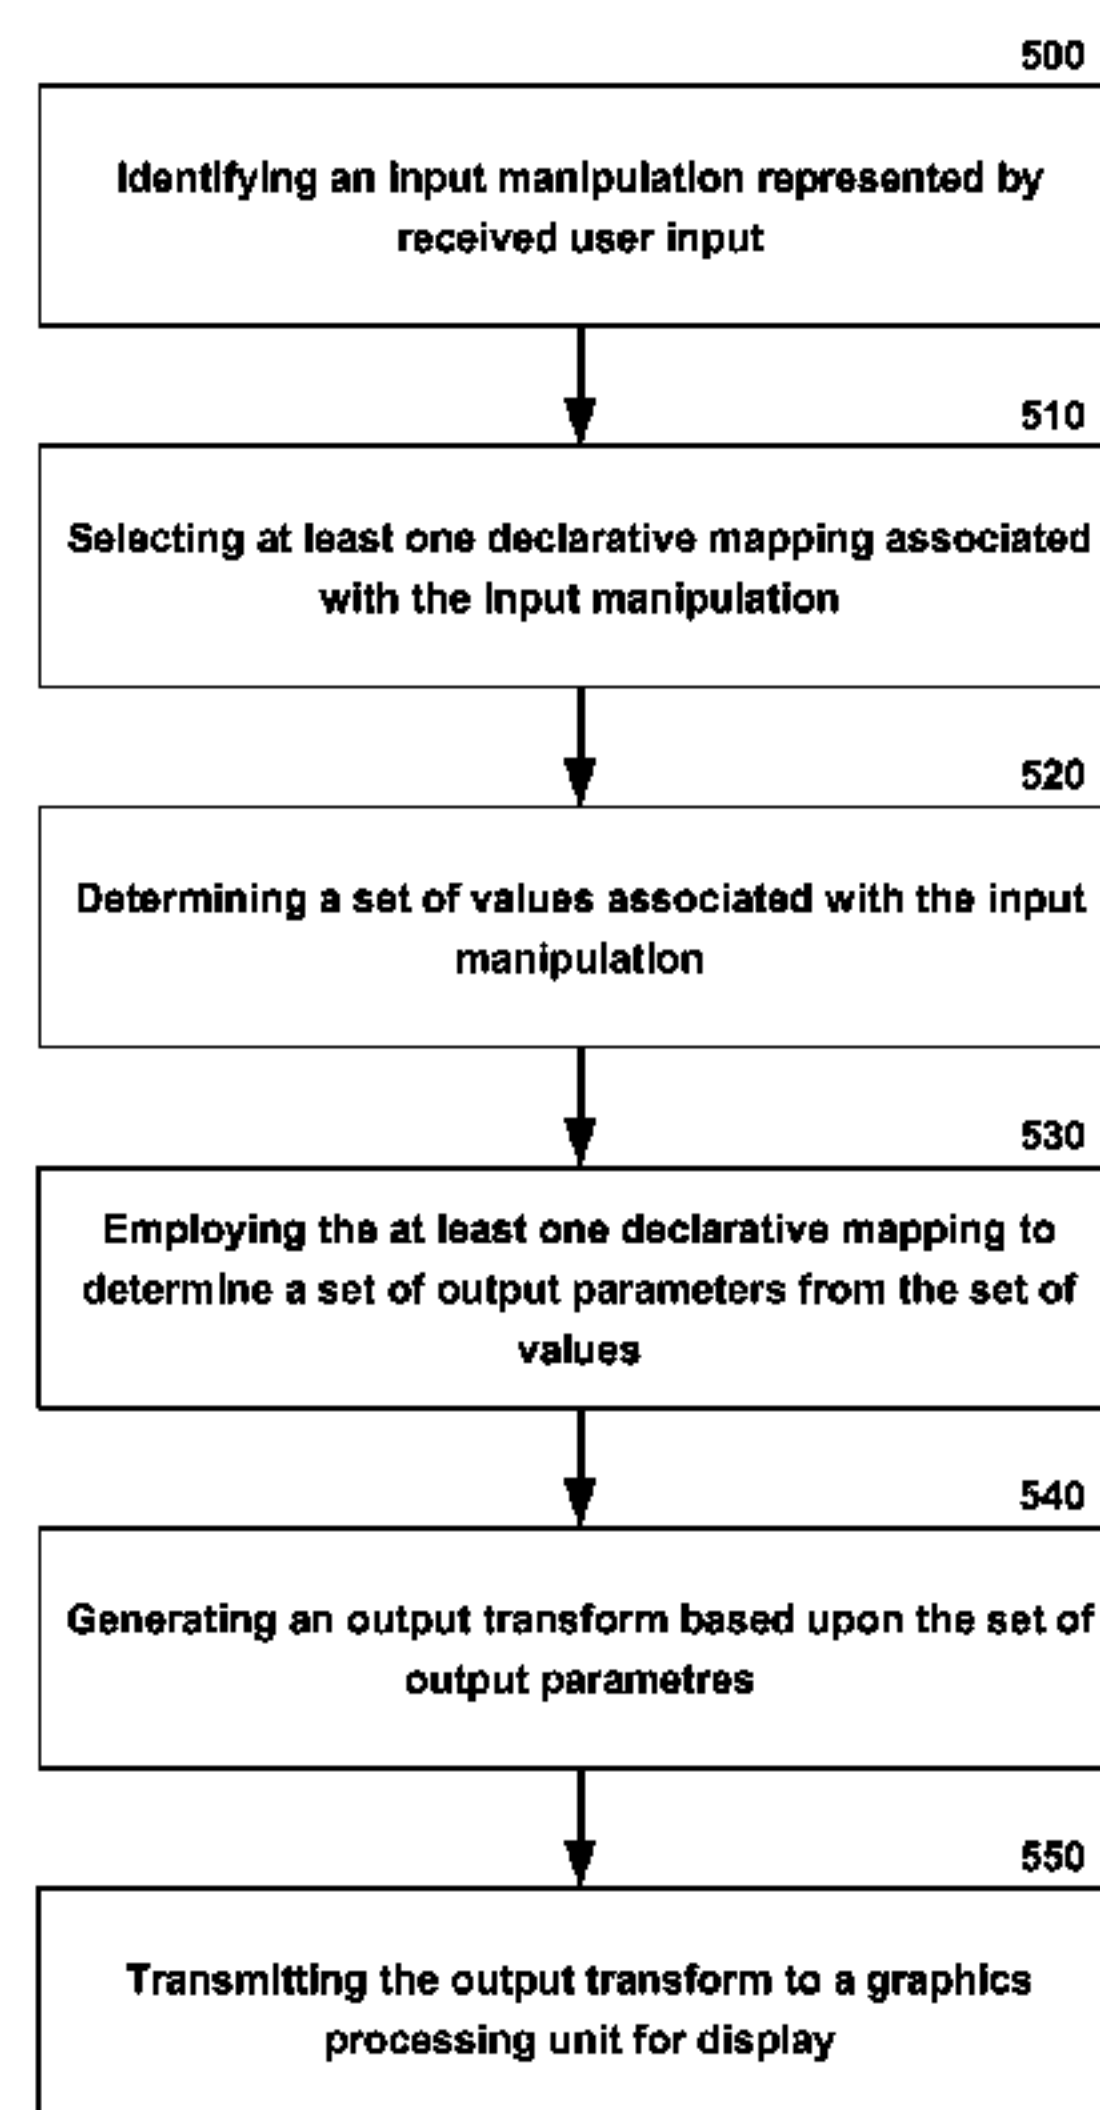 500
Identifying an input manipulation represented by
received user input
510
Selecting at least one declarative mapping associated
with the input manipulation
520
Determining a set of values associated with the input
manipulation
530
Employing the at least one declarative mapping to
determine a set of output parameters from the set of
values
540
Generating an output transform based upon the set of
output parametres
550
Transmitting the output transform to a graphics
processing unit for display